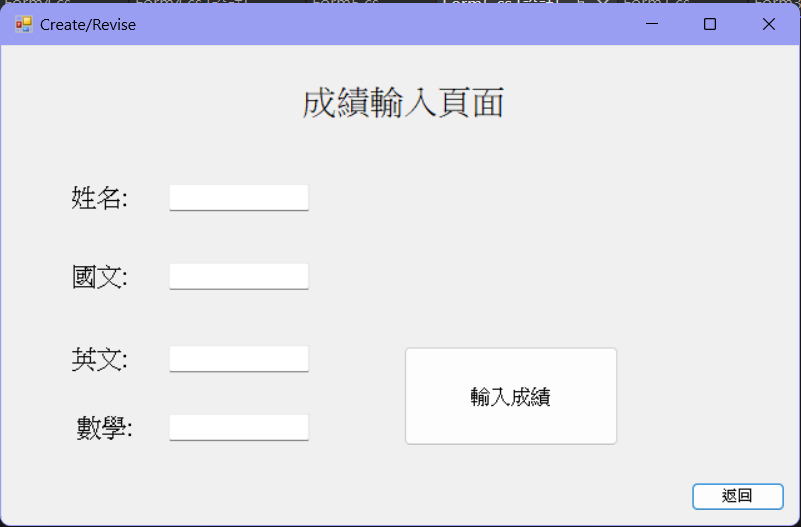 Create/Revise
成績輸入頁面
姓名:
國文:
英文:
輸入成績
數學:
返回